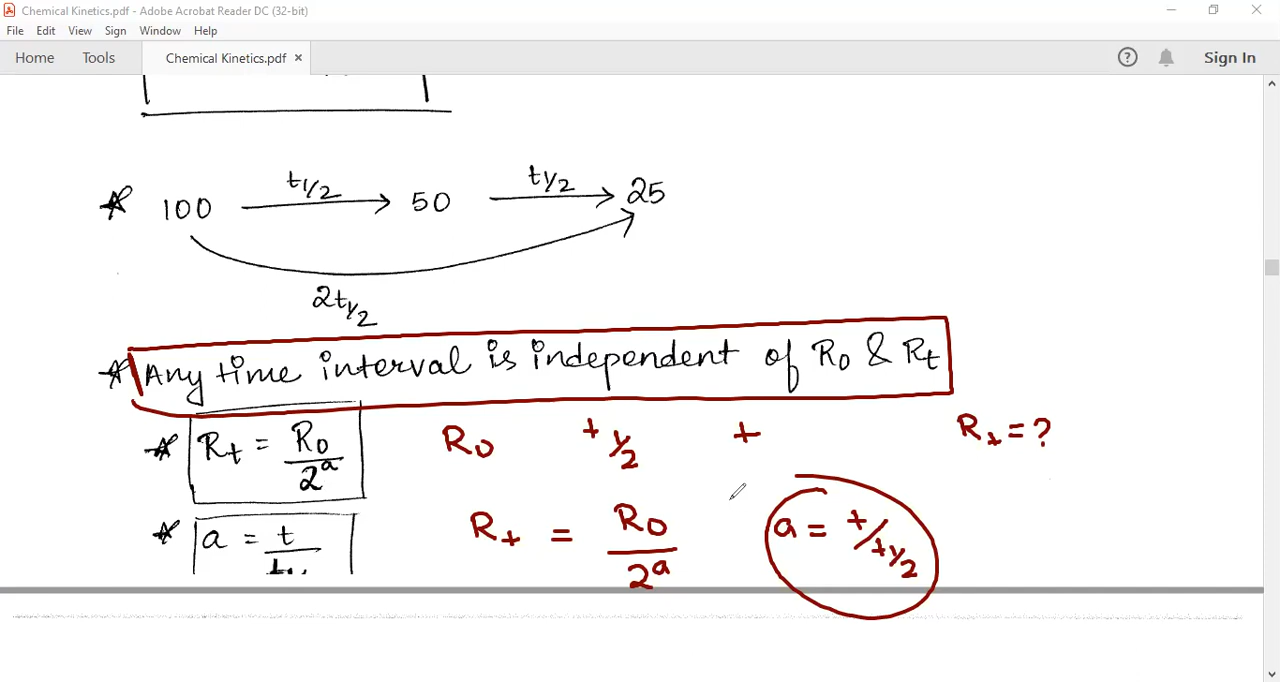 Chemical Kinetics.pdf - Adobe Acrobat Reader DC (32-bit)
File Edit View Sign Window Help
Home Tools Chemical Kinetics.pdf × ? Sign In
t1/2 t1/2
* 100 → 50 → 25
2t1/2
* Any time interval is independent of R0 & Rt
* Rt = R0/2^a R0 t1/2 t Rt = ?
* a = t/ Rt = R0/2^a a = t/t1/2